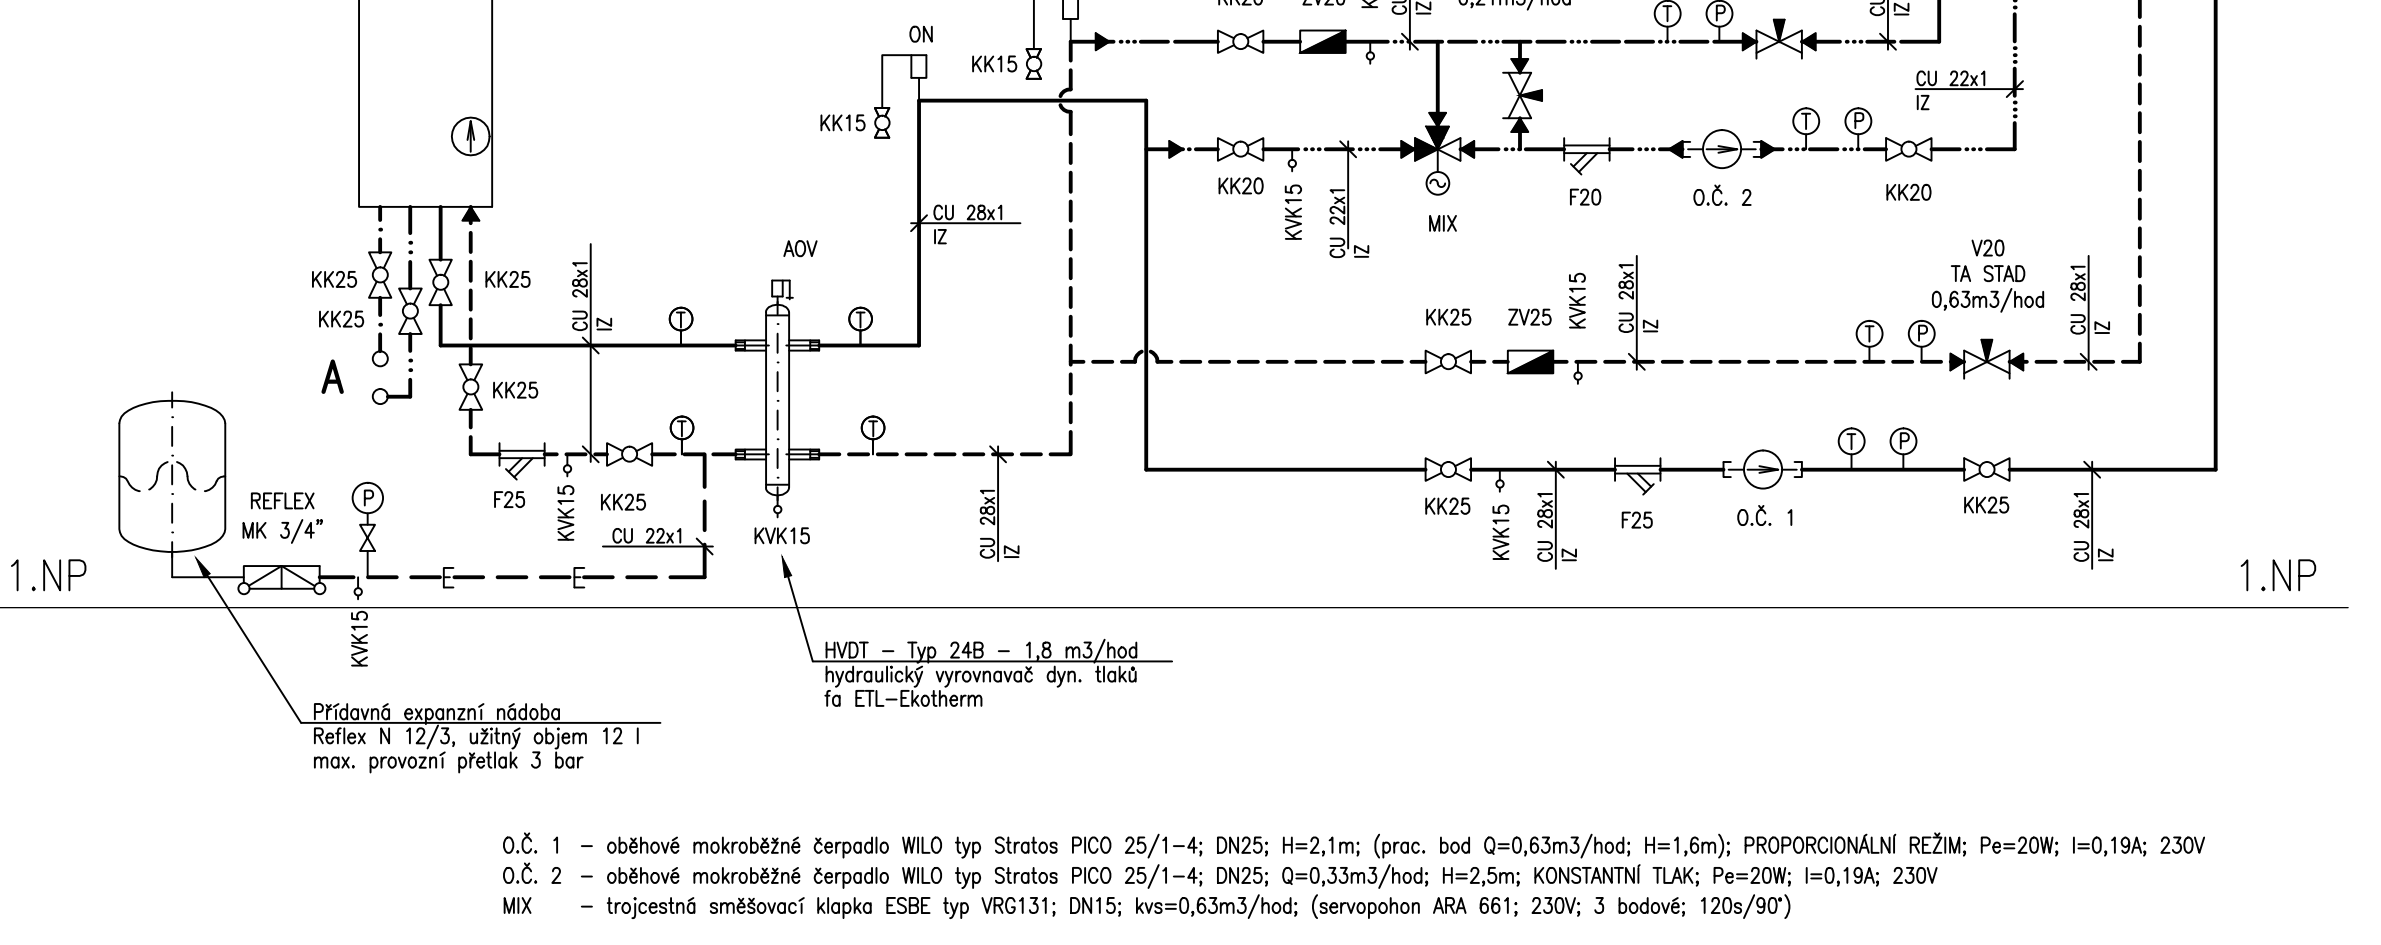 ON
KK15
KK15
CU 22x1
IZ
T
P
T
P
KK20
KVK15
CU 22x1
IZ
MIX
F20
O.Č. 2
KK20
CU 28x1
IZ
AOV
KK25
KK25
KK25
CU 28x1
IZ
T
T
KVK15
CU 28x1
IZ
V20
TA STAD
0,63m3/hod
CU 28x1
IZ
KK25
ZV25
T
P
A
KK25
T
T
T
P
REFLEX
MK 3/4"
P
F25
KVK15
KK25
CU 22x1
KVK15
CU 28x1
IZ
KK25
KVK15
CU 28x1
IZ
F25
O.Č. 1
KK25
CU 28x1
IZ
1.NP
1.NP
KVK15
HVDT – Typ 24B – 1,8 m3/hod
hydraulický vyrovnavač dyn. tlaků
fa ETL-Ekotherm
Přídavná expanzní nádoba
Reflex N 12/3, užitný objem 12 l
max. provozní přetlak 3 bar
O.Č. 1 – oběhové mokroběžné čerpadlo WILO typ Stratos PICO 25/1-4; DN25; H=2,1m; (prac. bod Q=0,63m3/hod; H=1,6m); PROPORCIONÁLNÍ REŽIM; Pe=20W; I=0,19A; 230V
O.Č. 2 – oběhové mokroběžné čerpadlo WILO typ Stratos PICO 25/1-4; DN25; Q=0,33m3/hod; H=2,5m; KONSTANTNÍ TLAK; Pe=20W; I=0,19A; 230V
MIX – trojcestná směšovací klapka ESBE typ VRG131; DN15; kvs=0,63m3/hod; (servopohon ARA 661; 230V; 3 bodové; 120s/90°)